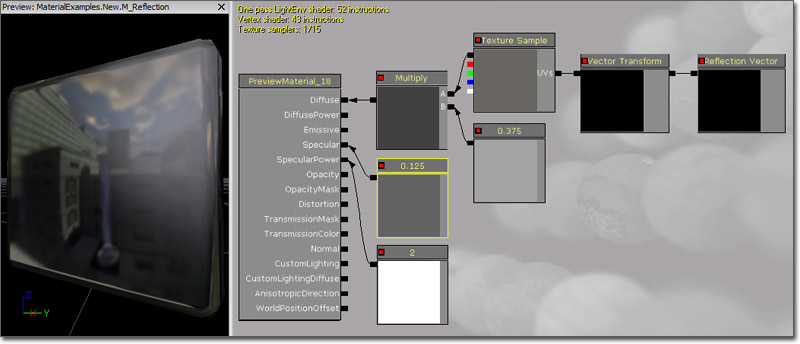 Preview: MaterialExamples.New.M_Reflection
Z
Y
X
One pass LightEnv shader: 52 instructions
Vertex shader: 43 instructions
Texture samplers: 1/15
PreviewMaterial_18
Diffuse
DiffusePower
Emissive
Specular
SpecularPower
Opacity
OpacityMask
Distortion
TransmissionMask
TransmissionColor
Normal
CustomLighting
CustomLightingDiffuse
AnisotropicDirection
WorldPositionOffset
Multiply
A
B
0.125
2
Texture Sample
UVs
0.375
Vector Transform
Reflection Vector